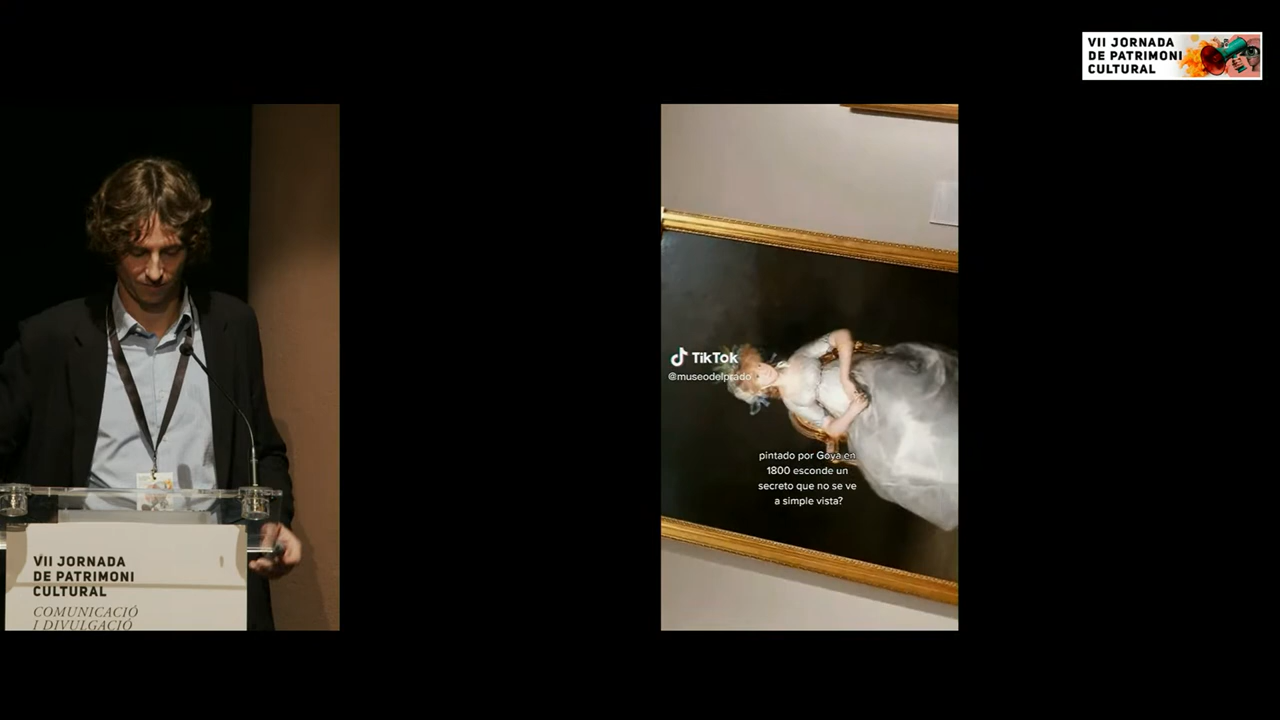 VII JORNADA
DE PATRIMONI
CULTURAL
TikTok
@museodelprado
pintado por Goya en
1800 esconde un
secreto que no se ve
a simple vista?
VII JORNADA
DE PATRIMONI
CULTURAL
COMUNICACIÓ
I DIVULGACIÓ